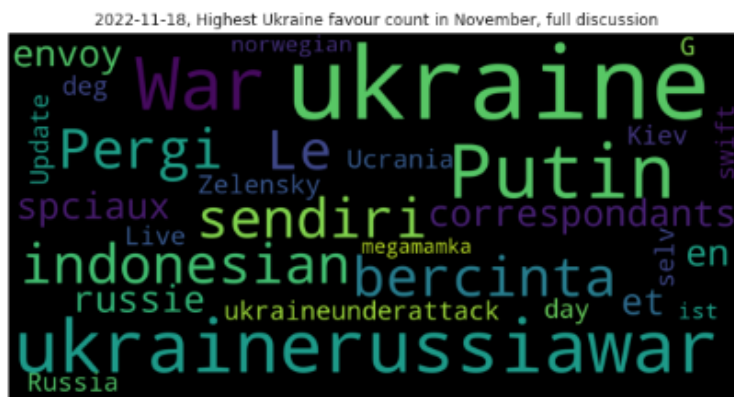 2022-11-18, Highest Ukraine favour count in November, full discussion
envoy
norwegian
G
deg
War
ukraine
Update
Pergi
Le
Ucrania
Kiev
swift
Putin
Zelensky
spciaux
sendiri
correspondants
Live
megamamka
selv
en
indonesian
bercinta
russie
ukraineunderattack
day
et
ist
ukrainerussiawar
Russia